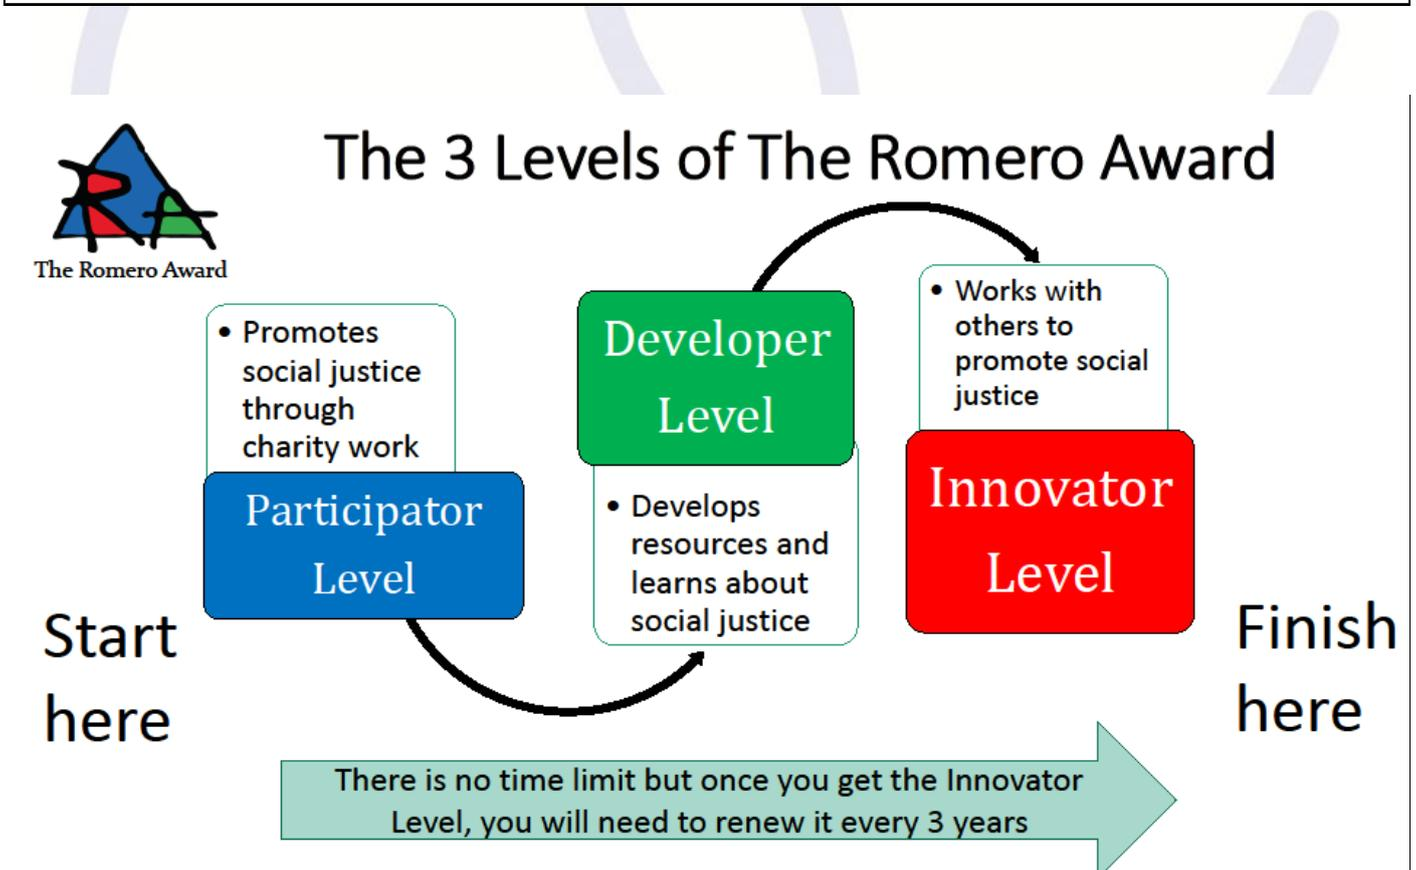 The 3 Levels of The Romero Award
RA
The Romero Award
• Promotes
social justice
through
charity work
Participator
Level
Developer
Level
• Develops
resources and
learns about
social justice
• Works with
others to
promote social
justice
Innovator
Level
Start
here
Finish
here
There is no time limit but once you get the Innovator
Level, you will need to renew it every 3 years